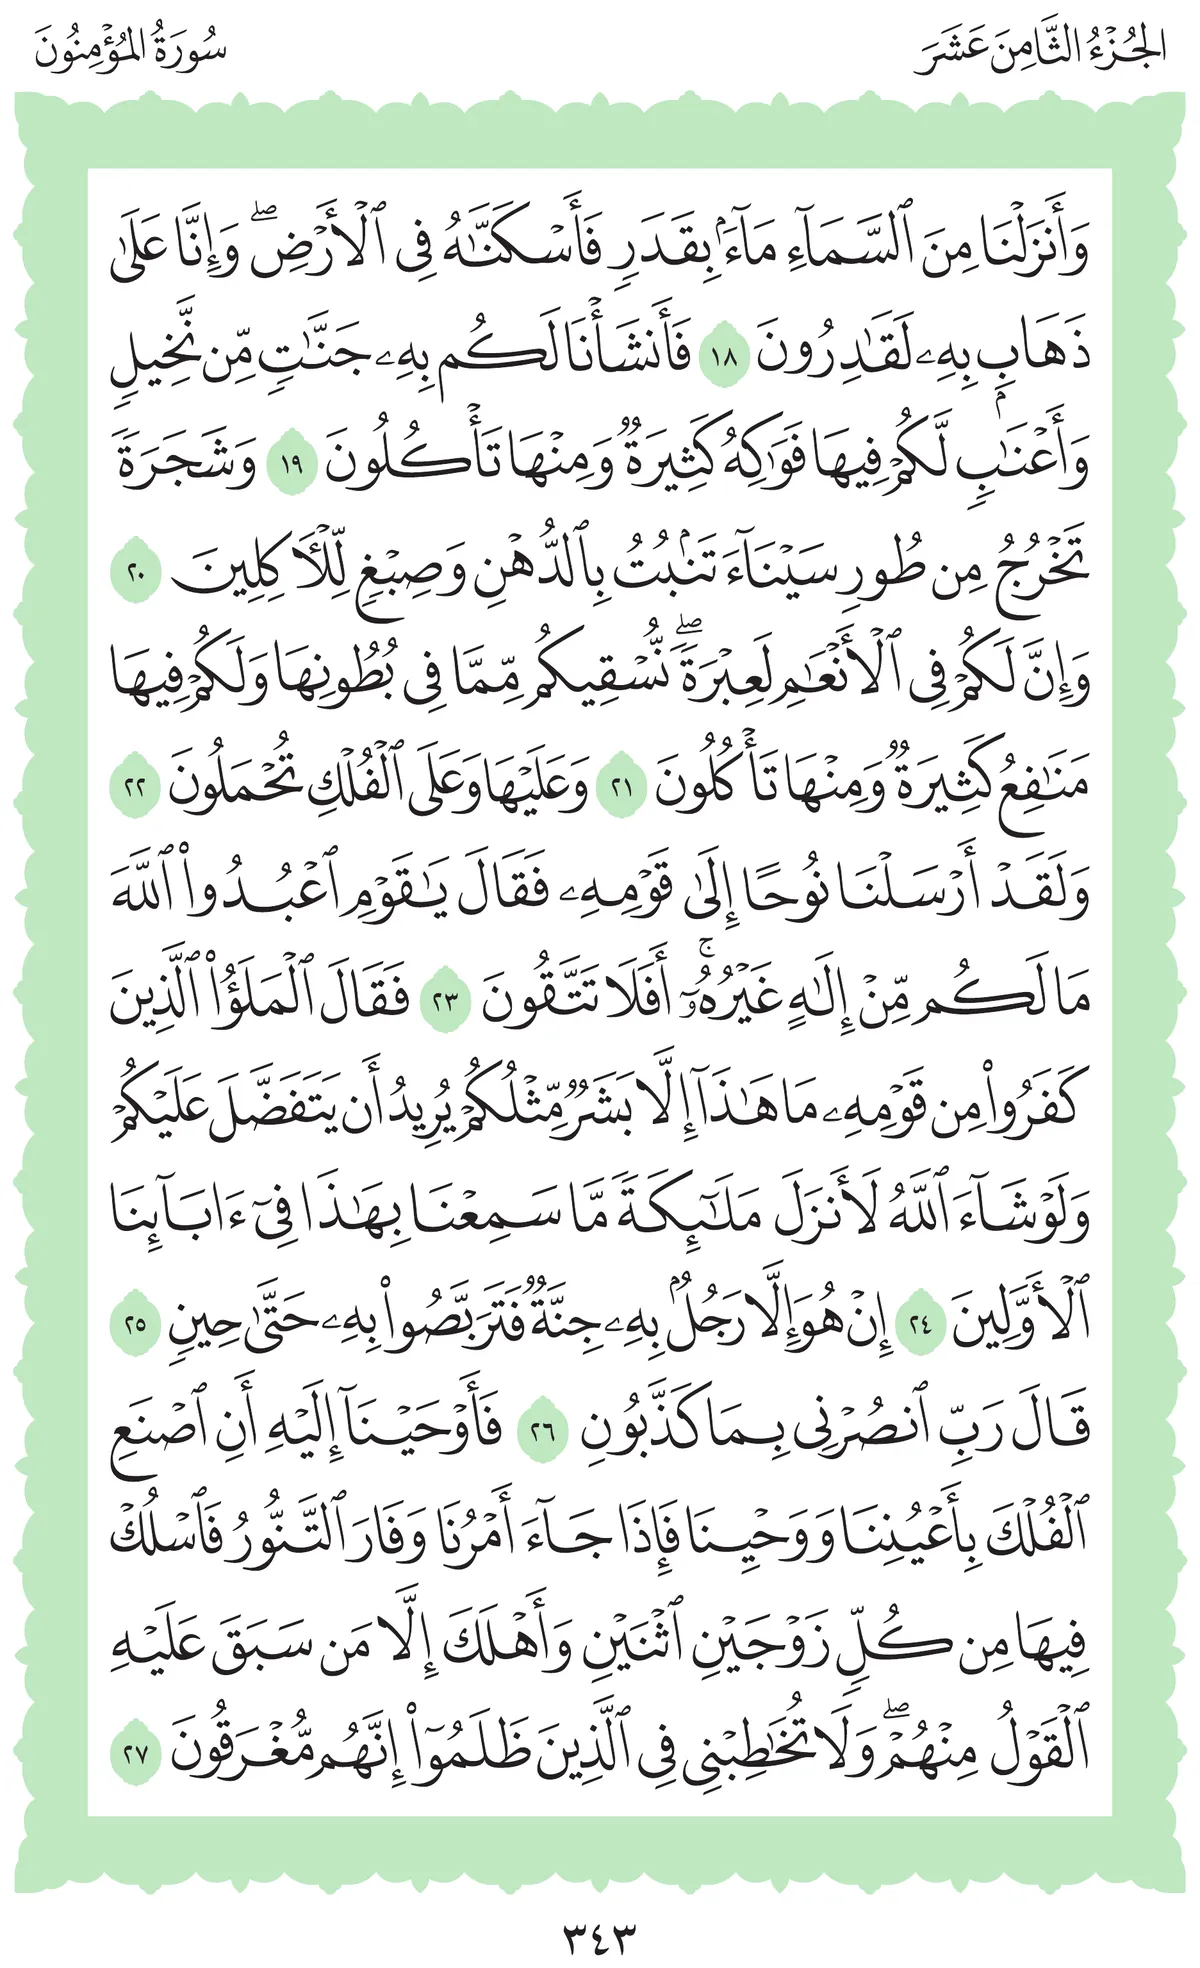 الجُزْءُ الثَّامِنَ عَشَرَ
سُورَةُ المُؤْمِنُونَ
وَأَنزَلْنَا مِنَ ٱلسَّمَآءِ مَآءَۢ بِقَدَرٖ فَأَسْكَنَّٰهُ فِى ٱلْأَرْضِۖ وَإِنَّا عَلَىٰ
ذَهَابِۭ بِهِۦ لَقَٰدِرُونَ ١٨ فَأَنشَأْنَا لَكُم بِهِۦ جَنَّٰتٖ مِّن نَّخِيلٖ
وَأَعْنَٰبٖ لَّكُمْ فِيهَا فَوَٰكِهُ كَثِيرَةٞ وَمِنْهَا تَأْكُلُونَ ١٩ وَشَجَرَةٗ
تَخْرُجُ مِن طُورِ سَيْنَآءَ تَنۢبُتُ بِٱلدُّهْنِ وَصِبْغٖ لِّلْءَاكِلِينَ ٢٠
وَإِنَّ لَكُمْ فِى ٱلْأَنْعَٰمِ لَعِبْرَةٗۖ نُّسْقِيكُم مِّمَّا فِى بُطُونِهَا وَلَكُمْ فِيهَا
مَنَٰفِعُ كَثِيرَةٞ وَمِنْهَا تَأْكُلُونَ ٢١ وَعَلَيْهَا وَعَلَى ٱلْفُلْكِ تُحْمَلُونَ ٢٢
وَلَقَدْ أَرْسَلْنَا نُوحًا إِلَىٰ قَوْمِهِۦ فَقَالَ يَٰقَوْمِ ٱعْبُدُوا۟ ٱللَّهَ
مَا لَكُم مِّنْ إِلَٰهٍ غَيْرُهُۥٓۚ أَفَلَا تَتَّقُونَ ٢٣ فَقَالَ ٱلْمَلَؤُا۟ ٱلَّذِينَ
كَفَرُوا۟ مِن قَوْمِهِۦ مَا هَٰذَآ إِلَّا بَشَرٞ مِّثْلُكُمْ يُرِيدُ أَن يَتَفَضَّلَ عَلَيْكُمْ
وَلَوْ شَآءَ ٱللَّهُ لَأَنزَلَ مَلَٰٓئِكَةٗ مَّا سَمِعْنَا بِهَٰذَا فِىٓ ءَابَآئِنَا
ٱلْأَوَّلِينَ ٢٤ إِنْ هُوَ إِلَّا رَجُلُۢ بِهِۦ جِنَّةٞ فَتَرَبَّصُوا۟ بِهِۦ حَتَّىٰ حِينٖ ٢٥
قَالَ رَبِّ ٱنصُرْنِى بِمَا كَذَّبُونِ ٢٦ فَأَوْحَيْنَآ إِلَيْهِ أَنِ ٱصْنَعِ
ٱلْفُلْكَ بِأَعْيُنِنَا وَوَحْيِنَا فَإِذَا جَآءَ أَمْرُنَا وَفَارَ ٱلتَّنُّورُ فَٱسْلُكْ
فِيهَا مِن كُلّٖ زَوْجَيْنِ ٱثْنَيْنِ وَأَهْلَكَ إِلَّا مَن سَبَقَ عَلَيْهِ
ٱلْقَوْلُ مِنْهُمْۖ وَلَا تُخَٰطِبْنِى فِى ٱلَّذِينَ ظَلَمُوٓا۟ إِنَّهُم مُّغْرَقُونَ ٢٧
٣٤٣